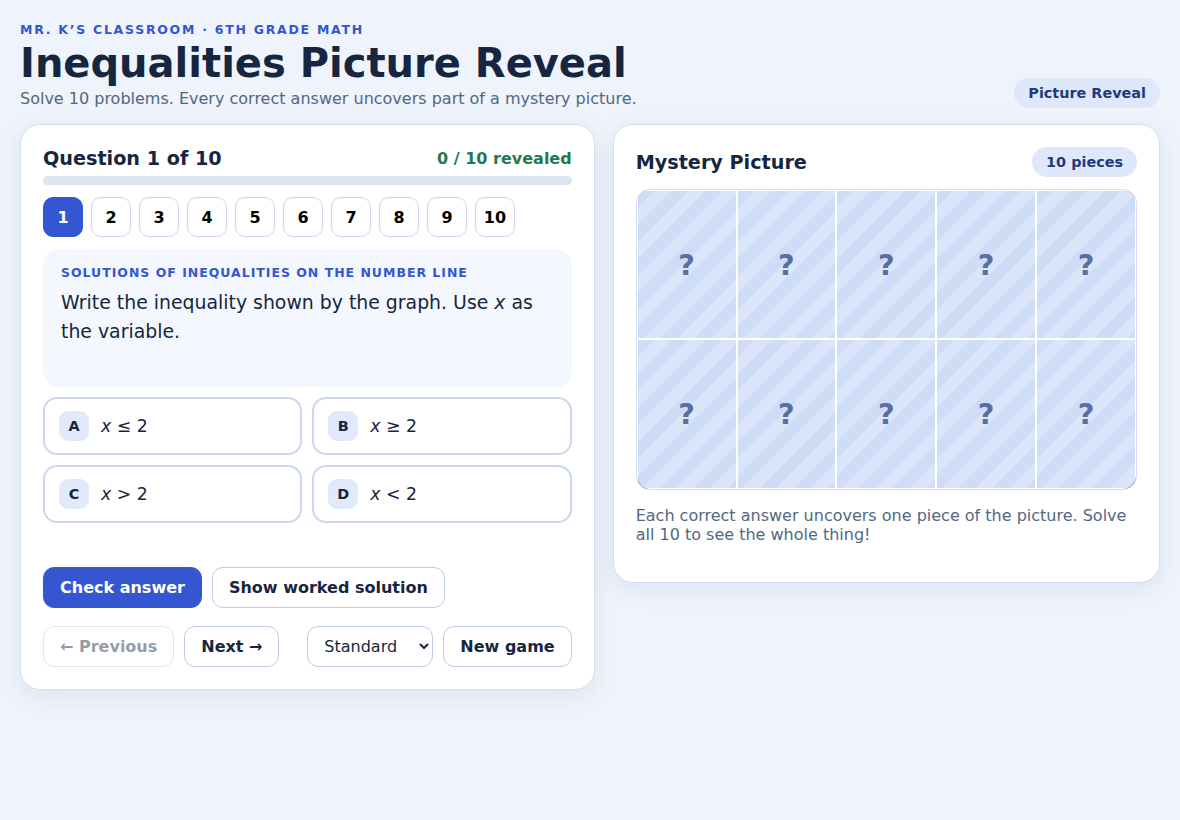 MR. K’S CLASSROOM · 6TH GRADE MATH
Inequalities Picture Reveal
Solve 10 problems. Every correct answer uncovers part of a mystery picture.
Picture Reveal
Question 1 of 10
0 / 10 revealed
1 2 3 4 5 6 7 8 9 10
SOLUTIONS OF INEQUALITIES ON THE NUMBER LINE
Write the inequality shown by the graph. Use x as
the variable.
A x ≤ 2
B x ≥ 2
C x > 2
D x < 2
Check answer
Show worked solution
← Previous
Next →
Standard
New game
Mystery Picture
10 pieces
? ? ? ? ?
? ? ? ? ?
Each correct answer uncovers one piece of the picture. Solve
all 10 to see the whole thing!